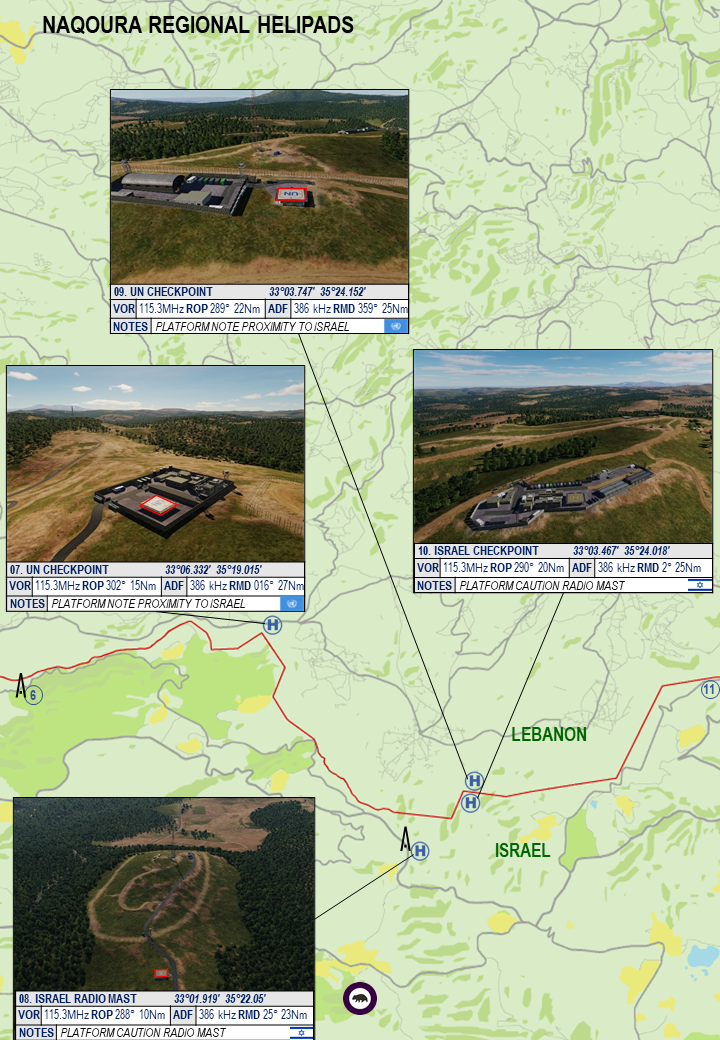 NAQOURA REGIONAL HELIPADS
UN
09. UN CHECKPOINT 33°03.747' 35°24.152'
VOR 115.3MHz ROP 289° 22Nm ADF 386 kHz RMD 359° 25Nm
NOTES PLATFORM NOTE PROXIMITY TO ISRAEL
07. UN CHECKPOINT 33°06.332' 35°19.015'
VOR 115.3MHz ROP 302° 15Nm ADF 386 kHz RMD 016° 27Nm
NOTES PLATFORM NOTE PROXIMITY TO ISRAEL
10. ISRAEL CHECKPOINT 33°03.467' 35°24.018'
VOR 115.3MHz ROP 290° 20Nm ADF 386 kHz RMD 2° 25Nm
NOTES PLATFORM CAUTION RADIO MAST
H
6
11
LEBANON
H
H
H
ISRAEL
08. ISRAEL RADIO MAST 33°01.919' 35°22.05'
VOR 115.3MHz ROP 288° 10Nm ADF 386 kHz RMD 25° 23Nm
NOTES PLATFORM CAUTION RADIO MAST